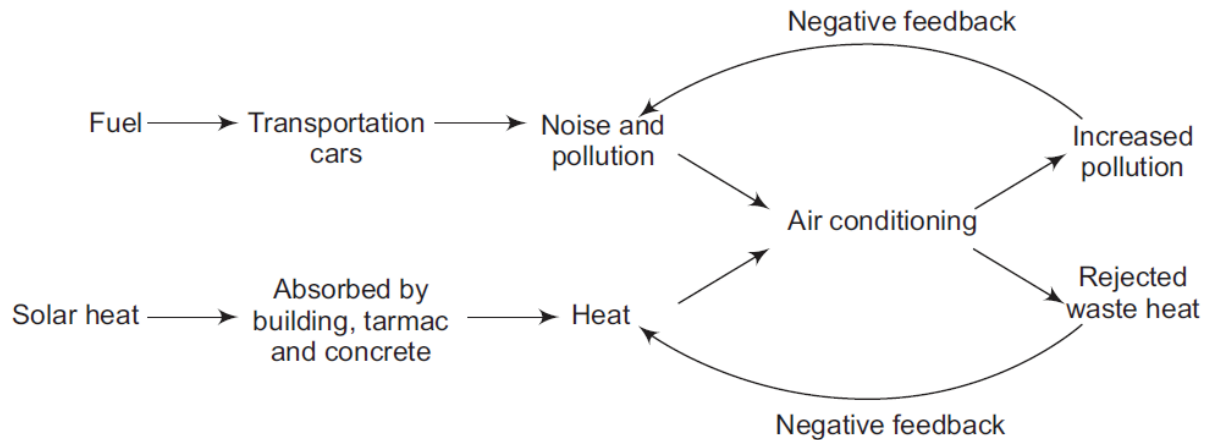 Negative feedback
Fuel
Transportation
cars
Noise and
pollution
Increased
pollution
Air conditioning
Solar heat
Absorbed by
building, tarmac
and concrete
Heat
Rejected
waste heat
Negative feedback